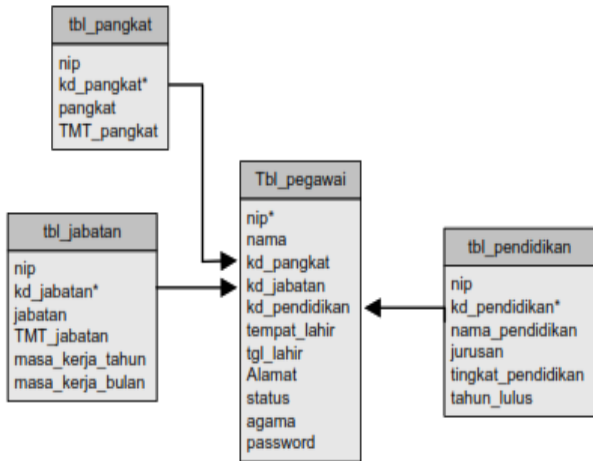 tbl_pangkat
nip
kd_pangkat*
pangkat
TMT_pangkat
tbl_jabatan
nip
kd_jabatan*
jabatan
TMT_jabatan
masa_kerja_tahun
masa_kerja_bulan
Tbl_pegawai
nip*
nama
kd_pangkat
kd_jabatan
kd_pendidikan
tempat_lahir
tgl_lahir
Alamat
status
agama
password
tbl_pendidikan
nip
kd_pendidikan*
nama_pendidikan
jurusan
tingkat_pendidikan
tahun_lulus